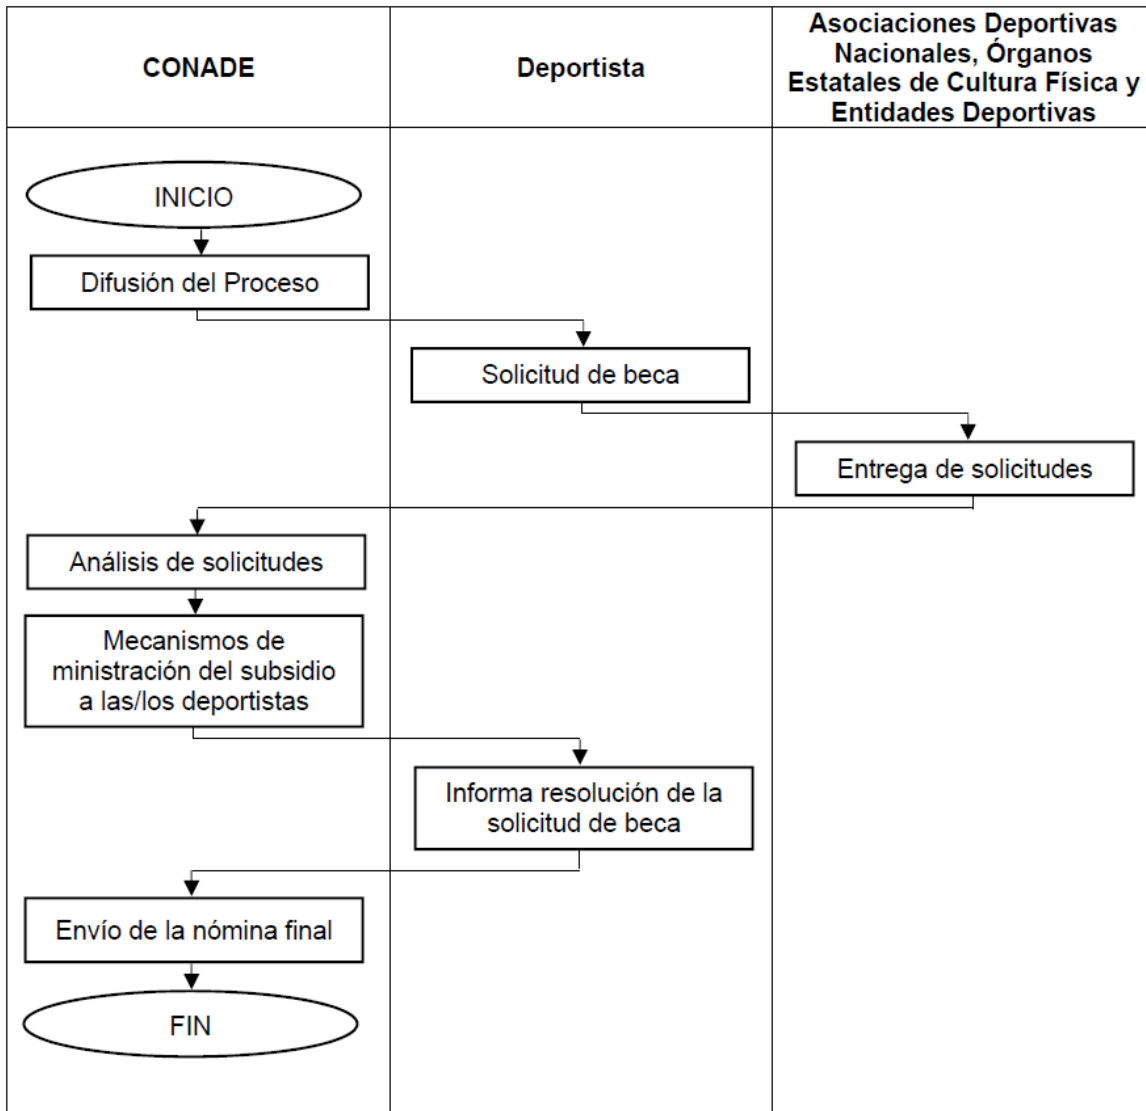 CONADE
Deportista
Asociaciones Deportivas
Nacionales, Órganos
Estatales de Cultura Física y
Entidades Deportivas
INICIO
Difusión del Proceso
Solicitud de beca
Entrega de solicitudes
Análisis de solicitudes
Mecanismos de
ministración del subsidio
a las/los deportistas
Informa resolución de la
solicitud de beca
Envío de la nómina final
FIN